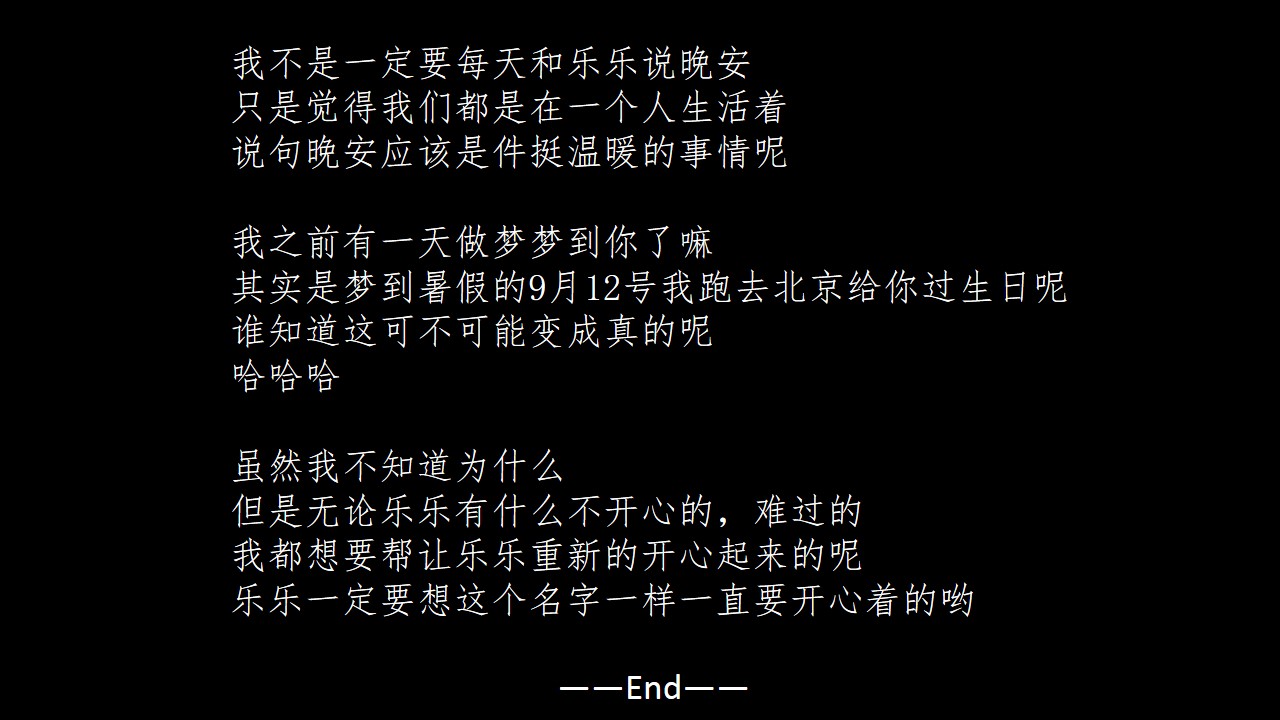 我不是一定要每天和乐乐说晚安
只是觉得我们都是在一个人生活着
说句晚安应该是件挺温暖的事情呢
我之前有一天做梦梦到你了嘛
其实是梦到暑假的9月12号我跑去北京给你过生日呢
谁知道这可不可能变成真的呢
哈哈哈
虽然我不知道为什么
但是无论乐乐有什么不开心的，难过的
我都想要帮让乐乐重新的开心起来的呢
乐乐一定要想这个名字一样一直要开心着的哟
——End——